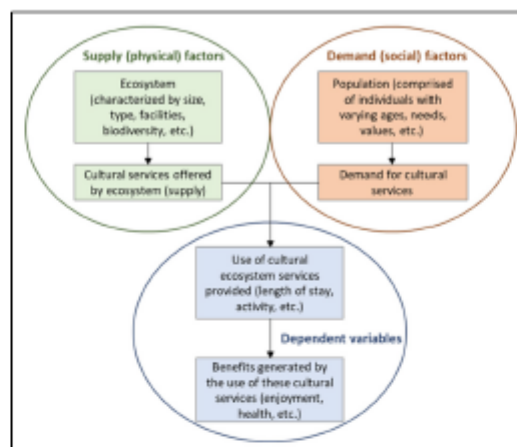 Supply (physical) factors
Demand (social) factors
Ecosystem
(characterized by size,
type, facilities,
biodiversity, etc.)
Population (comprised
of individuals with
varying ages, needs,
values, etc.)
Cultural services offered
by ecosystem (supply)
Demand for cultural
services
Use of cultural
ecosystem services
provided (length of stay,
activity, etc.)
Dependent variables
Benefits generated by
the use of these cultural
services (enjoyment,
health, etc.)